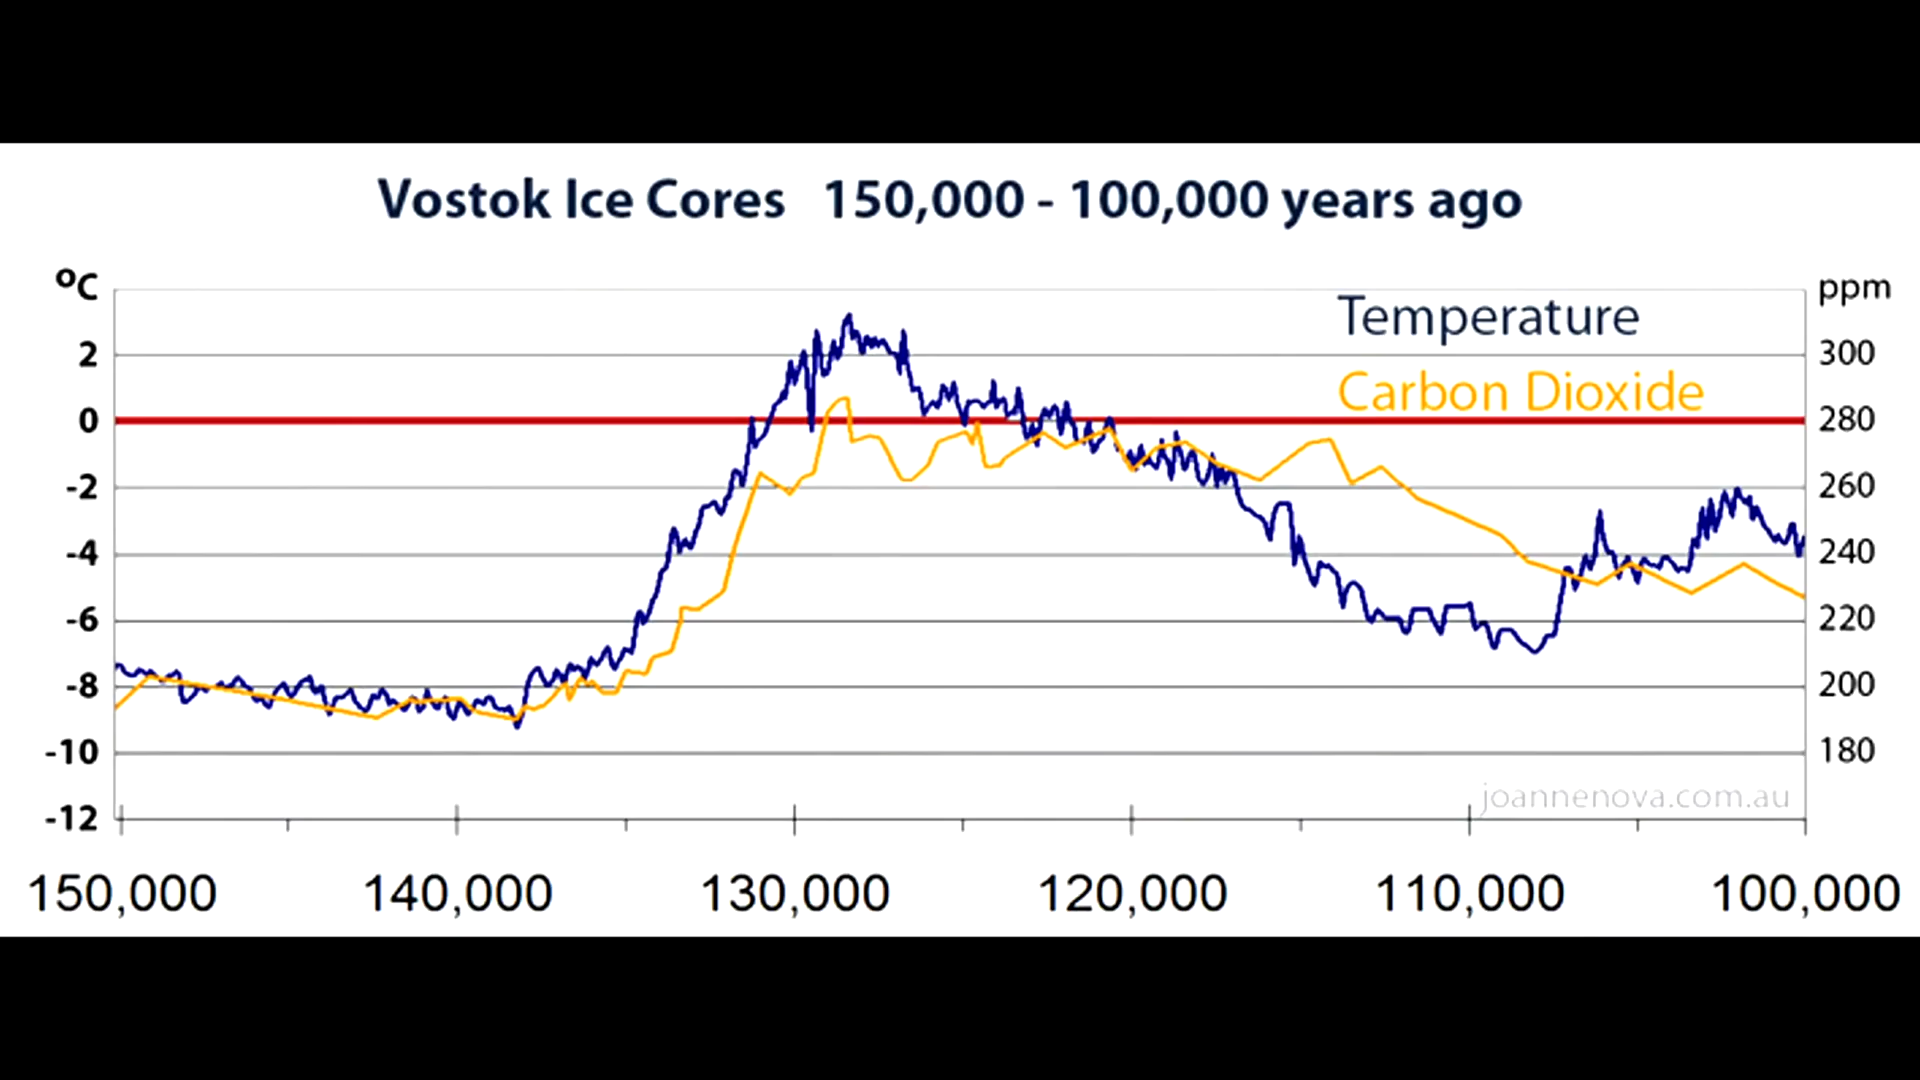 Vostok Ice Cores 150,000 - 100,000 years ago
ºC
ppm
Temperature
Carbon Dioxide
2
300
0
280
-2
260
-4
240
-6
220
-8
200
-10
180
-12
joannenova.com.au
150,000 140,000 130,000 120,000 110,000 100,000